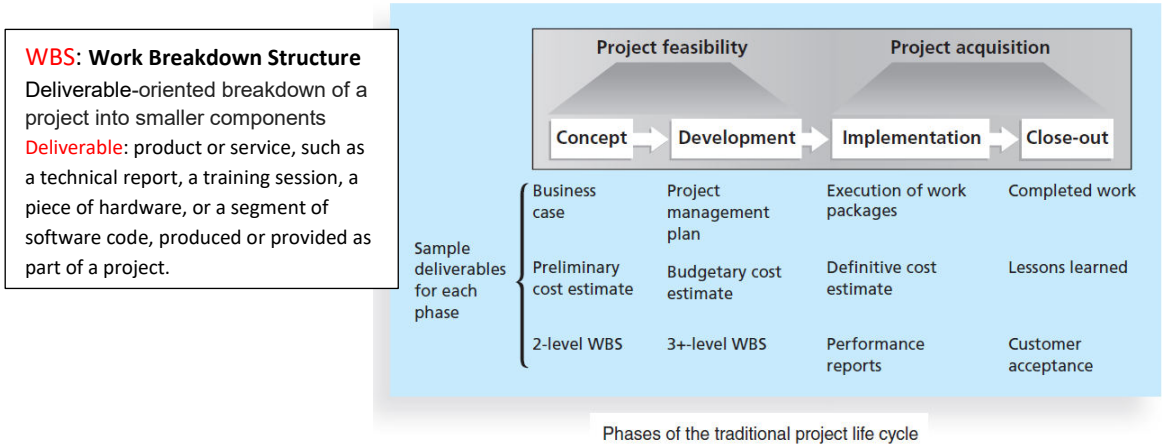 WBS: Work Breakdown Structure
Deliverable-oriented breakdown of a
project into smaller components
Deliverable: product or service, such as
a technical report, a training session, a
piece of hardware, or a segment of
software code, produced or provided as
part of a project.
Project feasibility
Project acquisition
Concept
Development
Implementation
Close-out
Sample
deliverables
for each
phase
Business
case
Project
management
plan
Execution of work
packages
Completed work
Preliminary
cost estimate
Budgetary cost
estimate
Definitive cost
estimate
Lessons learned
2-level WBS
3+-level WBS
Performance
reports
Customer
acceptance
Phases of the traditional project life cycle